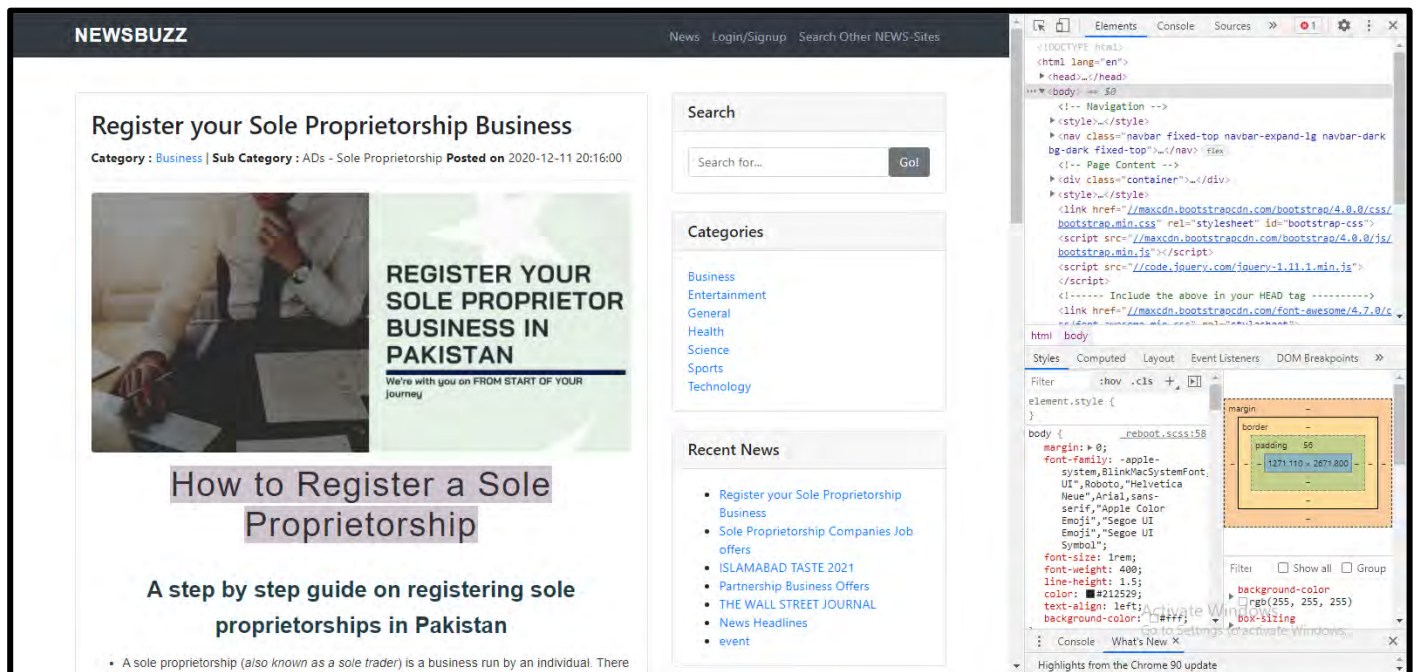 NEWSBUZZ
News Login/Signup Search Other NEWS-Sites
Register your Sole Proprietorship Business
Category : Business | Sub Category : ADs - Sole Proprietorship Posted on 2020-12-11 20:16:00
REGISTER YOUR
SOLE PROPRIETOR
BUSINESS IN
PAKISTAN
We're with you on FROM START OF YOUR
journey
How to Register a Sole
Proprietorship
A step by step guide on registering sole
proprietorships in Pakistan
• A sole proprietorship (also known as a sole trader) is a business run by an individual. There
Search
Search for...
Go!
Categories
Business
Entertainment
General
Health
Science
Sports
Technology
Recent News
• Register your Sole Proprietorship
Business
• Sole Proprietorship Companies Job
offers
• ISLAMABAD TASTE 2021
• Partnership Business Offers
• THE WALL STREET JOURNAL
• News Headlines
• event
Elements Console Sources » 1
<!DOCTYPE html>
<html lang="en">
<head>…</head>
<body> == $0
<!-- Navigation -->
<style>…</style>
<nav class="navbar fixed-top navbar-expand-lg navbar-dark
bg-dark fixed-top">…</nav> flex
<!-- Page Content -->
<div class="container">…</div>
<style>…</style>
<link href="//maxcdn.bootstrapcdn.com/bootstrap/4.0.0/css/
bootstrap.min.css" rel="stylesheet" id="bootstrap-css">
<script src="//maxcdn.bootstrapcdn.com/bootstrap/4.0.0/js/
bootstrap.min.js"></script>
<script src="//code.jquery.com/jquery-1.11.1.min.js">
</script>
<!------ Include the above in your HEAD tag ---------->
<link href="//maxcdn.bootstrapcdn.com/font-awesome/4.7.0/c
html body
Styles Computed Layout Event Listeners DOM Breakpoints »
Filter :hov .cls +
element.style {
}
body { _reboot.scss:58
margin: 0;
font-family: -apple-
system,BlinkMacSystemFont,
UI",Roboto,"Helvetica
Neue",Arial,sans-
serif,"Apple Color
Emoji","Segoe UI
Emoji","Segoe UI
Symbol";
font-size: 1rem;
font-weight: 400;
line-height: 1.5;
color: #212529;
text-align: left;
background-color: #fff;
margin -
border -
padding 56
- - - 1271.110 × 2671.800 - - -
-
-
-
Filter Show all Group
background-color
rgb(255, 255, 255)
box-sizing
Activate Windows
Go to Settings to activate Windows.
Console What's New ×
Highlights from the Chrome 90 update